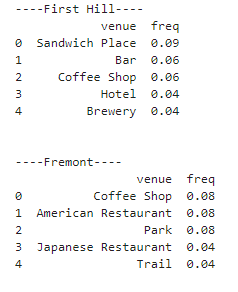 ----First Hill----
            venue  freq
0  Sandwich Place  0.09
1             Bar  0.06
2     Coffee Shop  0.06
3           Hotel  0.04
4         Brewery  0.04
----Fremont----
                 venue  freq
0          Coffee Shop  0.08
1  American Restaurant  0.08
2                 Park  0.08
3  Japanese Restaurant  0.04
4                Trail  0.04